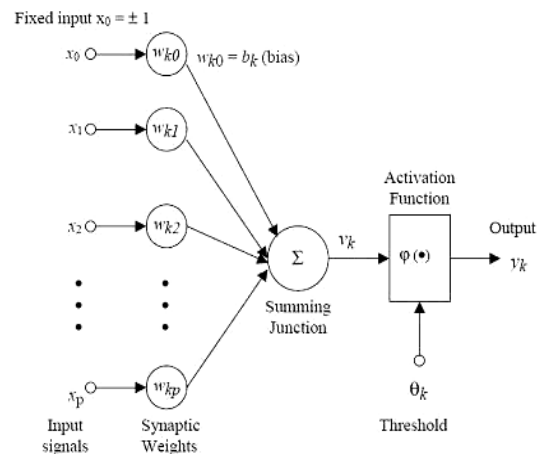 Fixed input x₀ = ± 1
x₀
wk0
wk0 = bk (bias)
x₁
wk1
x₂
wk2
Σ
Summing
Junction
vk
Activation
Function
φ (•)
Output
yk
θk
Threshold
xp
wkp
Input
signals
Synaptic
Weights